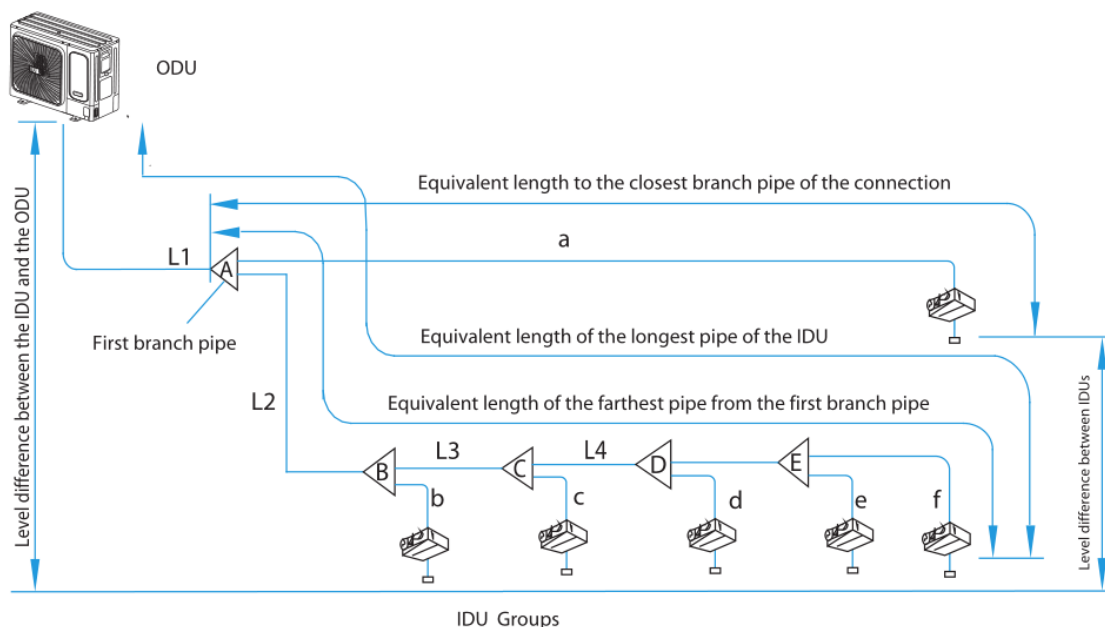 ODU
Equivalent length to the closest branch pipe of the connection
a
L1
A
First branch pipe
Equivalent length of the longest pipe of the IDU
L2
Equivalent length of the farthest pipe from the first branch pipe
L3
L4
B
C
D
E
b
c
d
e
f
Level difference between the IDU and the ODU
Level difference between IDUs
IDU Groups